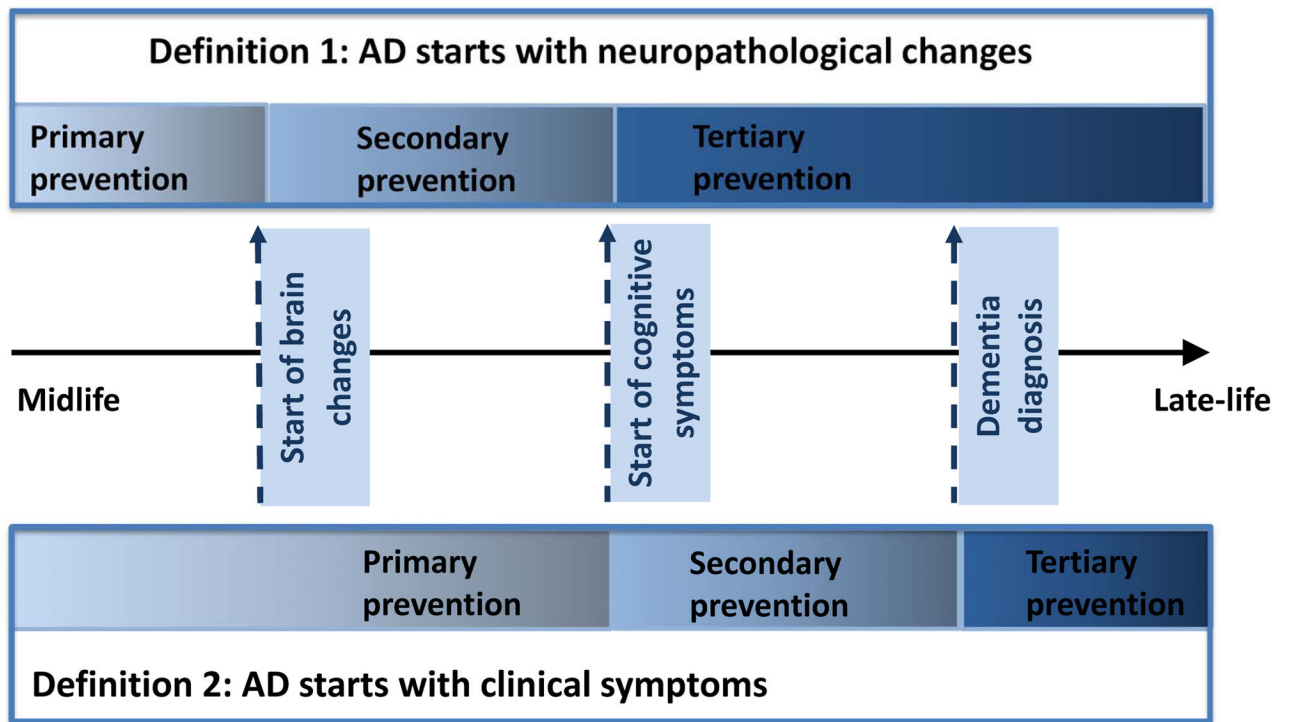 Definition 1: AD starts with neuropathological changes
Primary
prevention
Secondary
prevention
Tertiary
prevention
Start of brain
changes
Start of cognitive
symptoms
Dementia
diagnosis
Midlife
Late-life
Primary
prevention
Secondary
prevention
Tertiary
prevention
Definition 2: AD starts with clinical symptoms